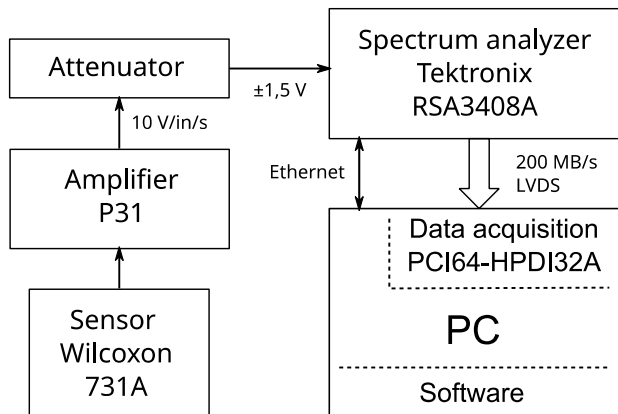 Attenuator
±1,5 V
Spectrum analyzer
Tektronix
RSA3408A
10 V/in/s
Amplifier
P31
Ethernet
200 MB/s
LVDS
Data acquisition
PCI64-HPDI32A
Sensor
Wilcoxon
731A
PC
Software